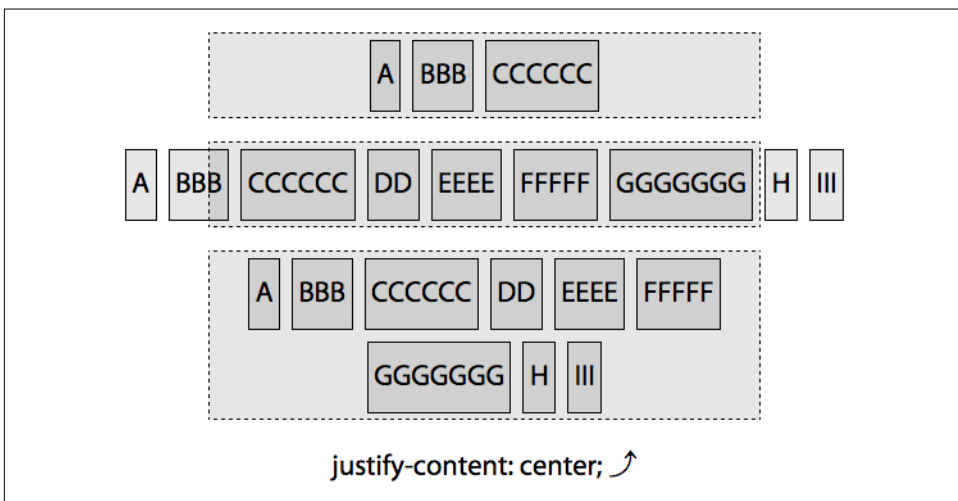 A BBB CCCCCC
A BBB CCCCCC DD EEEE FFFFF GGGGGGG H III
A BBB CCCCCC DD EEEE FFFFF
GGGGGGG H III
justify-content: center;